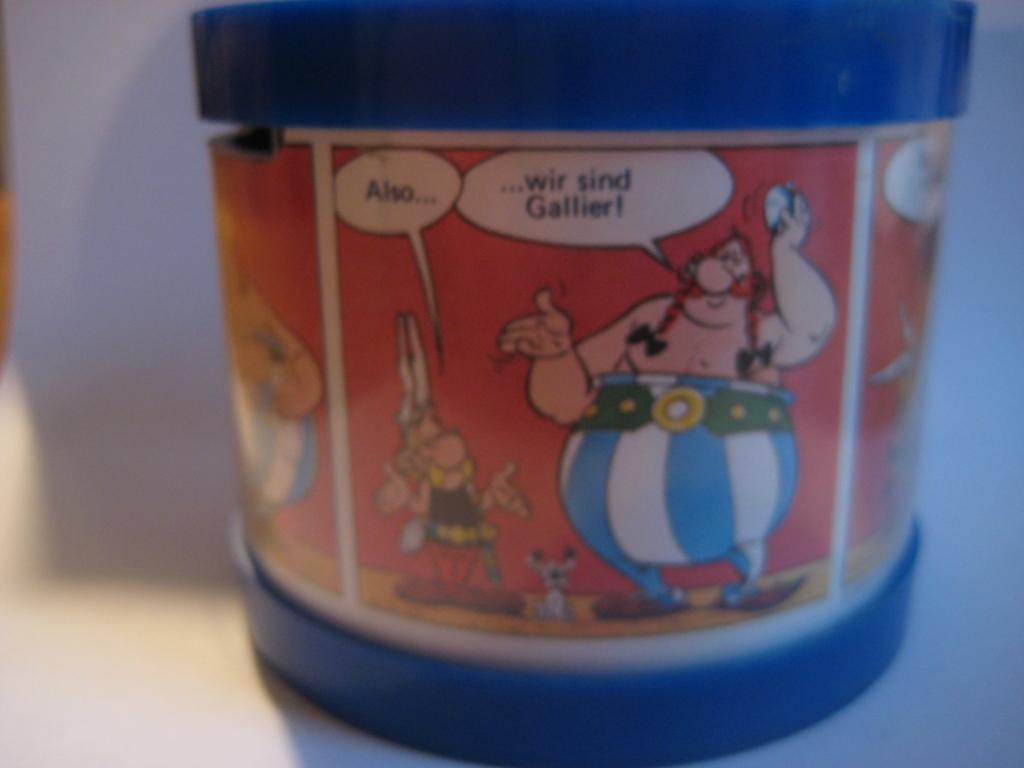 Also...
...wir sind
Gallier!